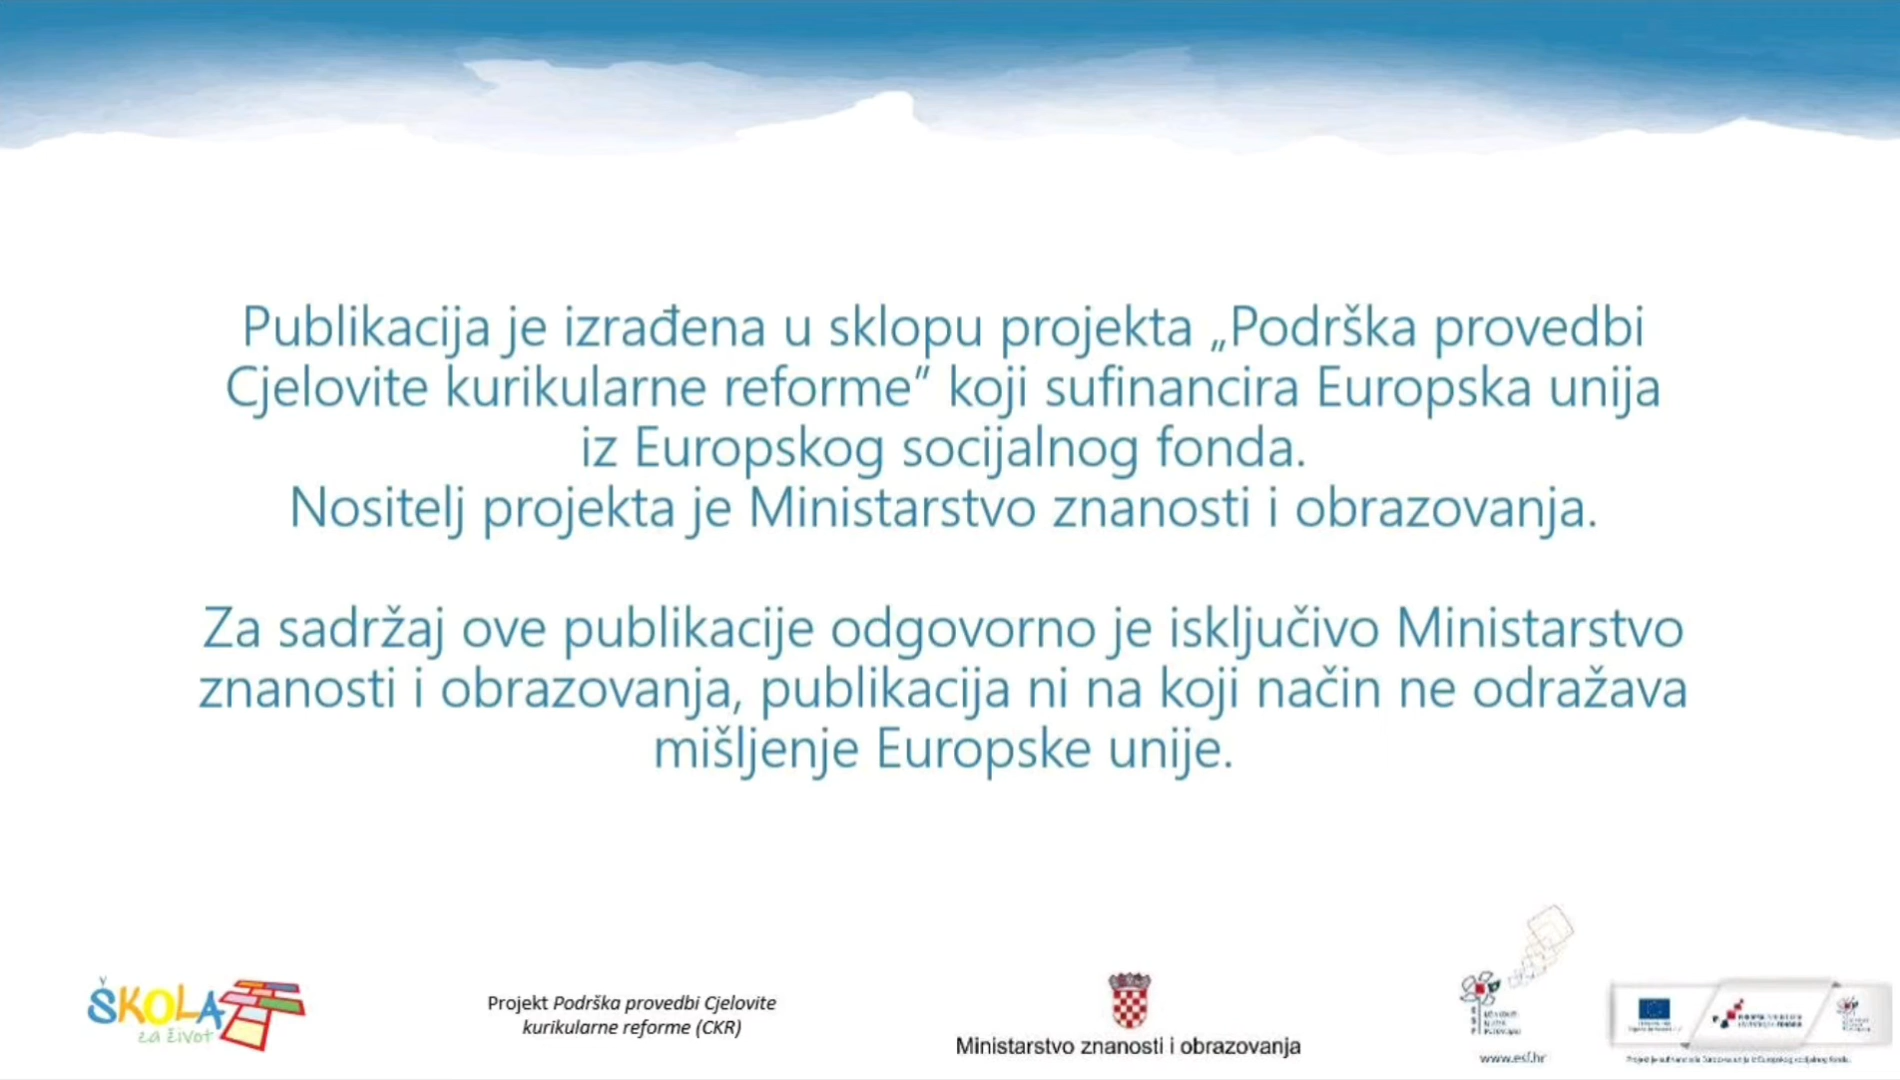 Publikacija je izrađena u sklopu projekta „Podrška provedbi
Cjelovite kurikularne reforme” koji sufinancira Europska unija
iz Europskog socijalnog fonda.
Nositelj projekta je Ministarstvo znanosti i obrazovanja.
Za sadržaj ove publikacije odgovorno je isključivo Ministarstvo
znanosti i obrazovanja, publikacija ni na koji način ne odražava
mišljenje Europske unije.
ŠKOLA
za život
Projekt Podrška provedbi Cjelovite
kurikularne reforme (CKR)
Ministarstvo znanosti i obrazovanja
www.esf.hr